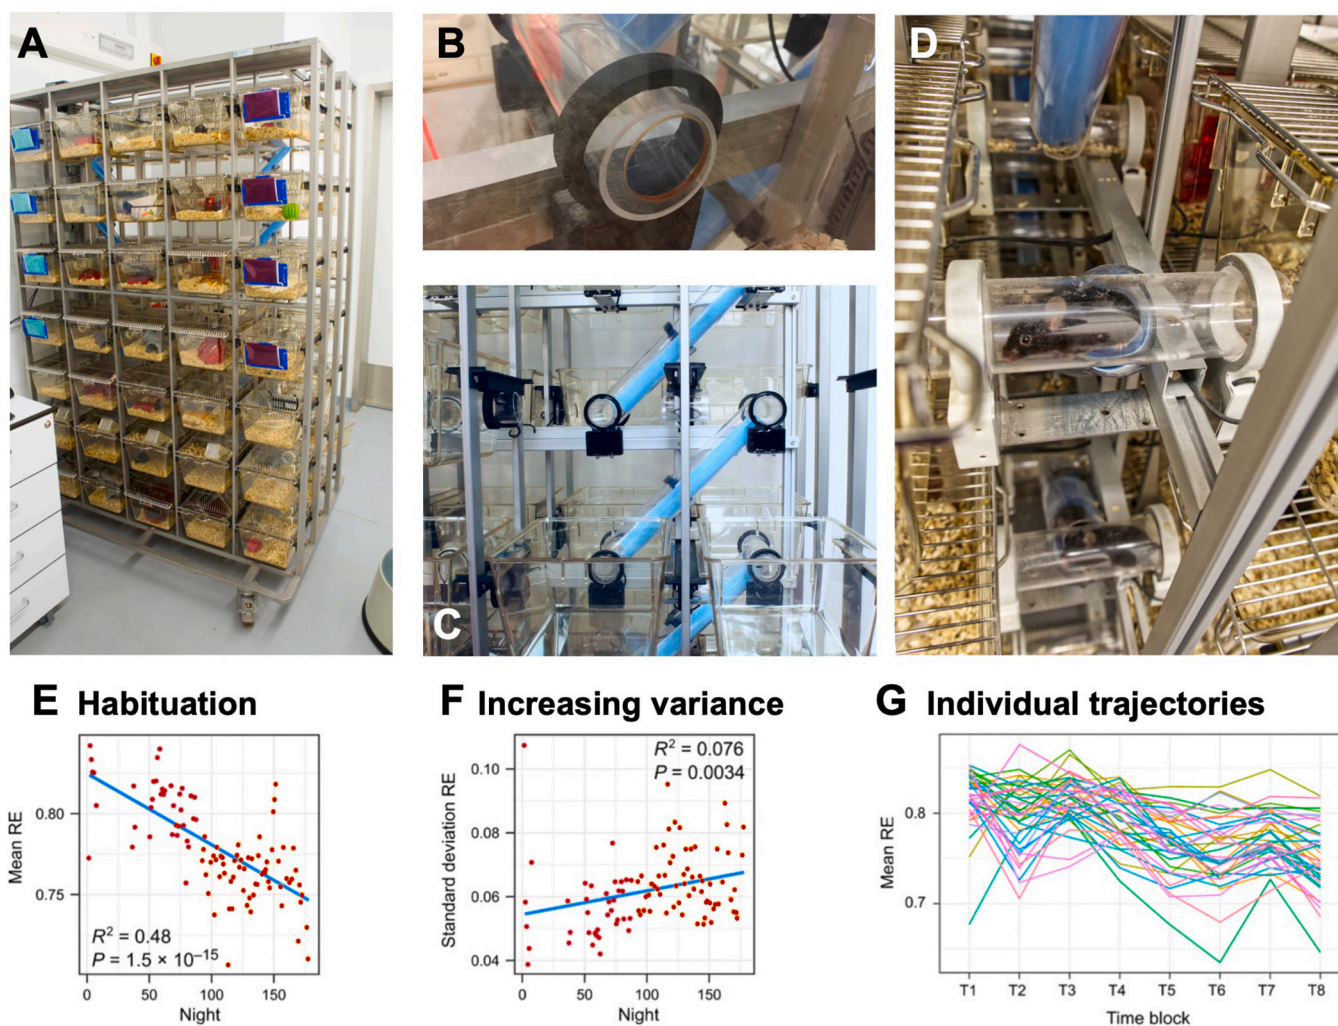 A
B
D
C
E Habituation
F Increasing variance
G Individual trajectories
R² = 0.48
P = 1.5 × 10⁻¹⁵
Mean RE
0.80
0.75
0
50
100
150
Night
R² = 0.076
P = 0.0034
Standard deviation RE
0.10
0.08
0.06
0.04
0
50
100
150
Night
Mean RE
0.8
0.7
T1 T2 T3 T4 T5 T6 T7 T8
Time block